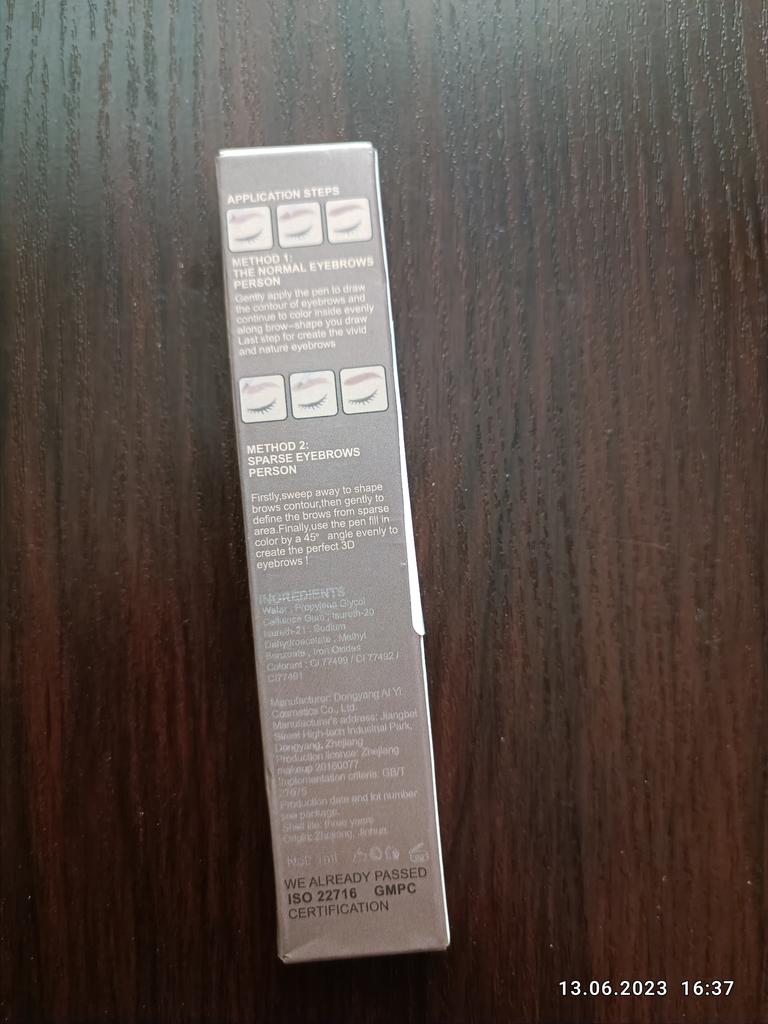 APPLICATION STEPS
METHOD 1:
THE NORMAL EYEBROWS
PERSON
Gently apply the pen to draw
the contour of eyebrows and
continue to color inside evenly
along brow-shape you draw
Last step for create the vivid
and nature eyebrows
METHOD 2:
SPARSE EYEBROWS
PERSON
Firstly,sweep away to shape
brows contour,then gently to
define the brows from sparse
area.Finally,use the pen fill in
color by a 45° angle evenly to
create the perfect 3D
eyebrows !
INGREDIENTS
Water , Propylene Glycol
Cellulose Gum , Isureth-20
Isureth-21 , Sodium
Dehydroacetate , Methyl
Benzoate , Iron Oxides
Colorant : CI 77499 / CI 77492 /
CI77491
Manufacturer: Dongyang Ai Yi
Cosmetics Co., Ltd.
Manufacturer's address: Jiangbei
Street High-tech Industrial Park,
Dongyang, Zhejiang
Production license: Zhejiang
makeup 20160077
Implementation criteria: GB/T
27575
Production date and lot number
see package.
Shelf life: three years
Origin: Zhejiang, Jinhua
WE ALREADY PASSED
ISO 22716 GMPC
CERTIFICATION
13.06.2023 16:37